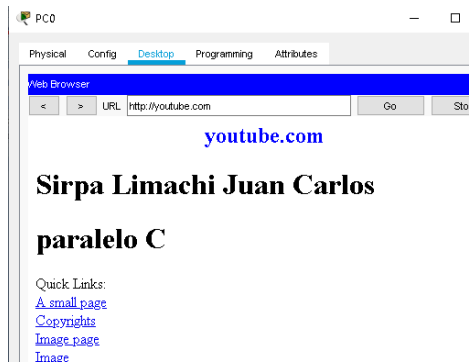 PC0
Physical Config Desktop Programming Attributes
Web Browser
< > URL http://youtube.com Go
youtube.com
Sirpa Limachi Juan Carlos
paralelo C
Quick Links:
A small page
Copyrights
Image page
Image